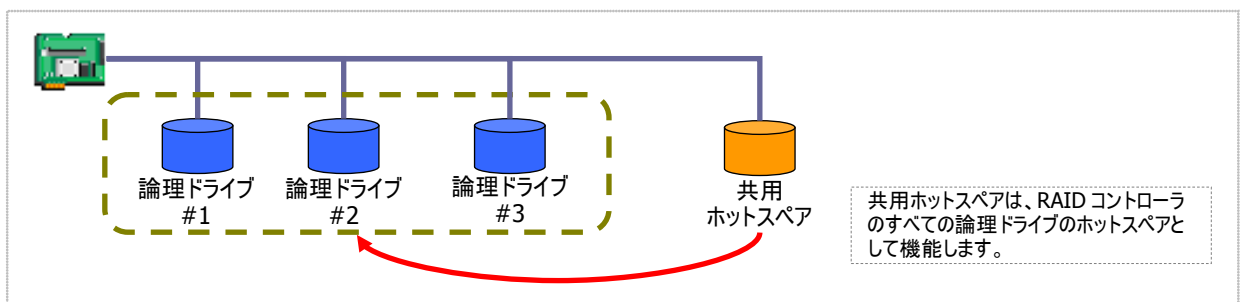 論理ドライブ
#1
論理ドライブ
#2
論理ドライブ
#3
共用
ホットスペア
共用ホットスペアは、RAID コントローラ
のすべての論理ドライブのホットスペアと
して機能します。